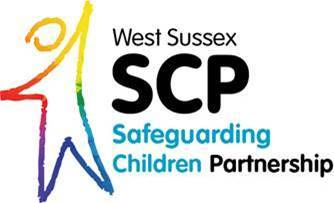 West Sussex
SCP
Safeguarding
Children Partnership